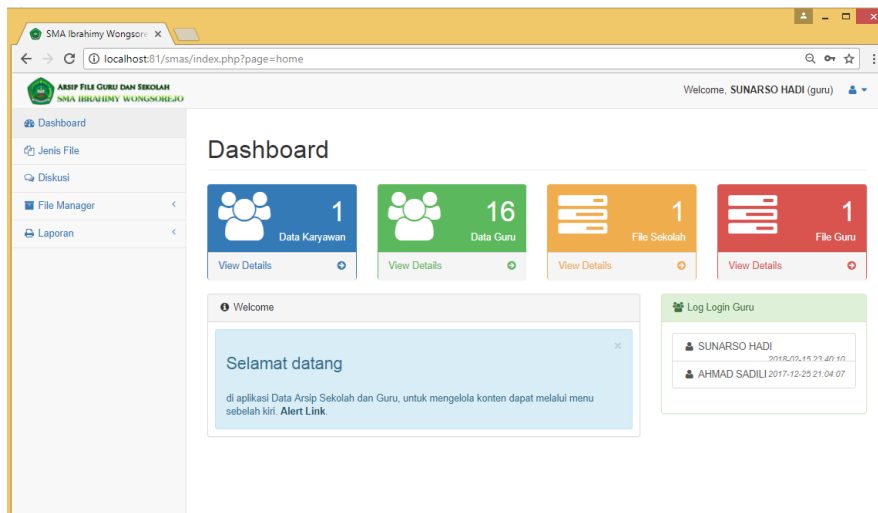 SMA Ibrahimy Wongsore
localhost:81/smas/index.php?page=home
ARSIP FILE GURU DAN SEKOLAH
SMA IBRAHIMY WONGSOREJO
Welcome, SUNARSO HADI (guru)
Dashboard
Jenis File
Diskusi
File Manager
Laporan
Dashboard
1
Data Karyawan
View Details
16
Data Guru
View Details
1
File Sekolah
View Details
1
File Guru
View Details
Welcome
Selamat datang
di aplikasi Data Arsip Sekolah dan Guru, untuk mengelola konten dapat melalui menu
sebelah kiri. Alert Link.
Log Login Guru
SUNARSO HADI
2018-02-15 23:40:10
AHMAD SADILI 2017-12-25 21:04:07